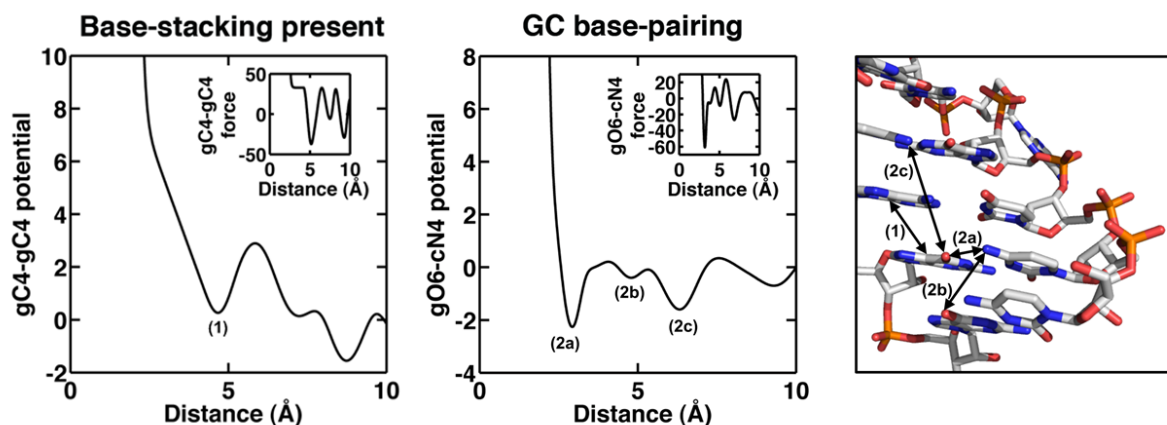 Base-stacking present
gC4-gC4 potential
10
8
6
4
2
0
-2
0
5
10
Distance (Å)
(1)
gC4-gC4
force
50
0
-50
0
5
10
Distance (Å)
GC base-pairing
gO6-cN4 potential
8
6
4
2
0
-2
-4
0
5
10
Distance (Å)
(2a)
(2b)
(2c)
gO6-cN4
force
20
0
-20
-40
-60
0
5
10
Distance (Å)
(2c)
(1)
(2a)
(2b)